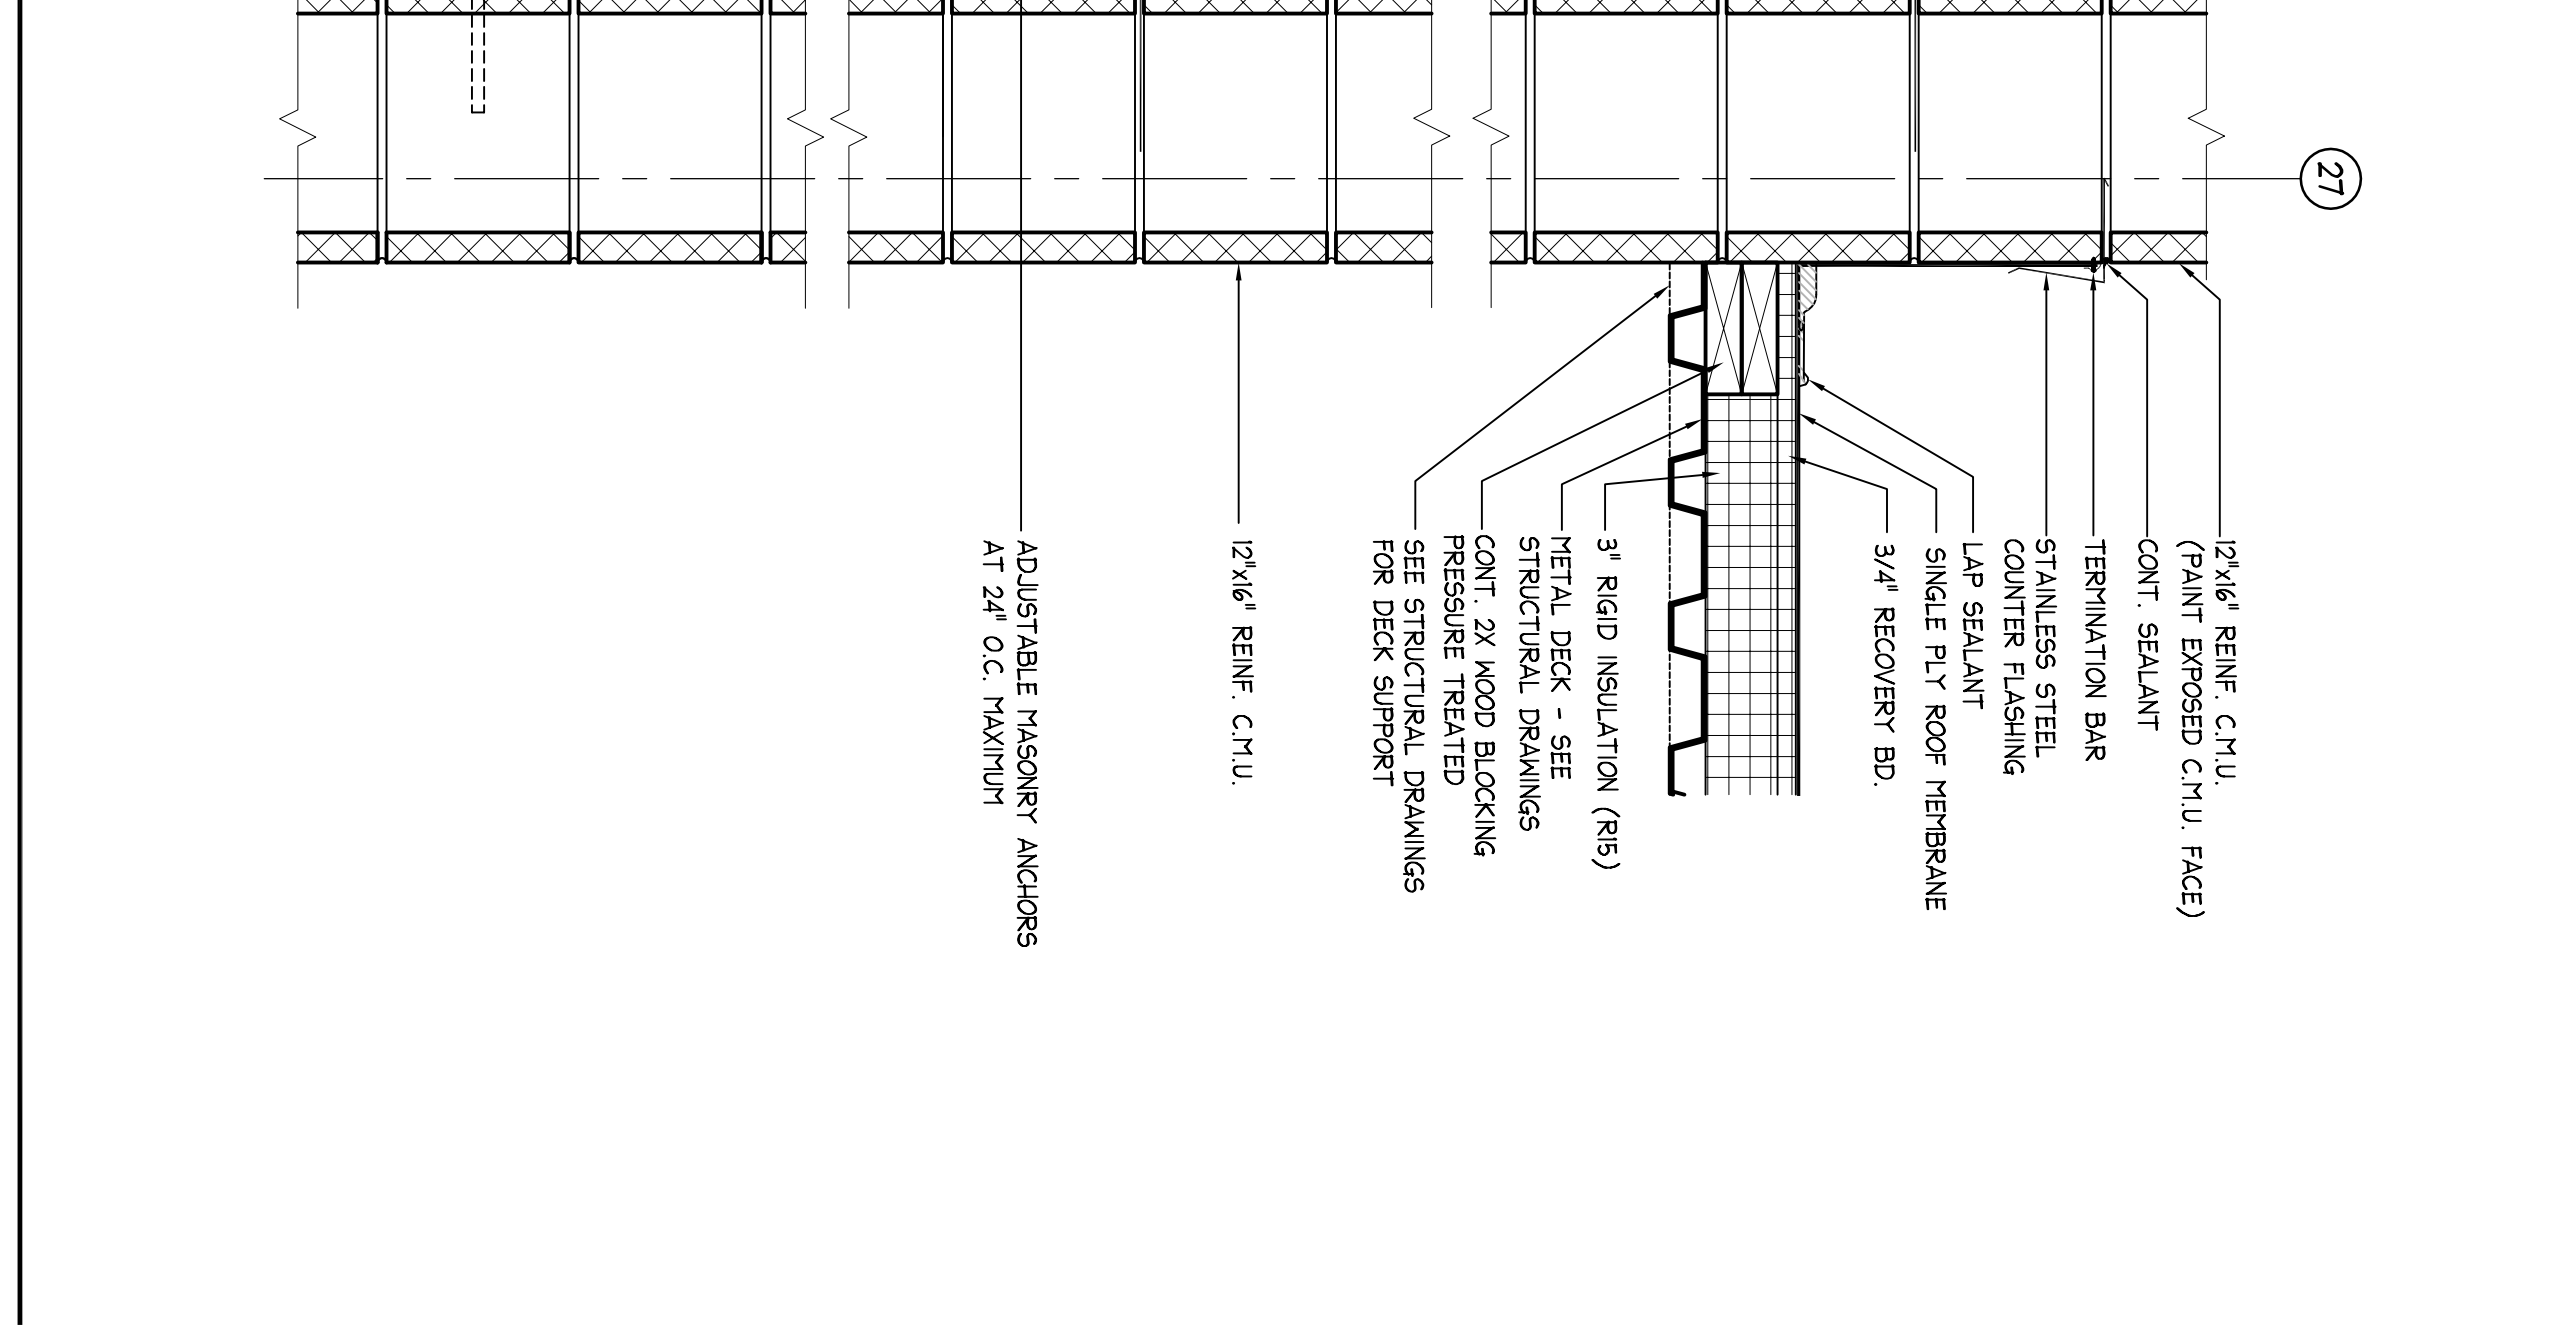 27
12"x16" REINF. C.M.U.
(PAINT EXPOSED C.M.U. FACE)
CONT. SEALANT
TERMINATION BAR
STAINLESS STEEL
COUNTER FLASHING
LAP SEALANT
SINGLE PLY ROOF MEMBRANE
3/4" RECOVERY BD.
3" RIGID INSULATION (R15)
METAL DECK - SEE
STRUCTURAL DRAWINGS
CONT. 2X WOOD BLOCKING
PRESSURE TREATED
SEE STRUCTURAL DRAWINGS
FOR DECK SUPPORT
12"x16" REINF. C.M.U.
ADJUSTABLE MASONRY ANCHORS
AT 24" O.C. MAXIMUM